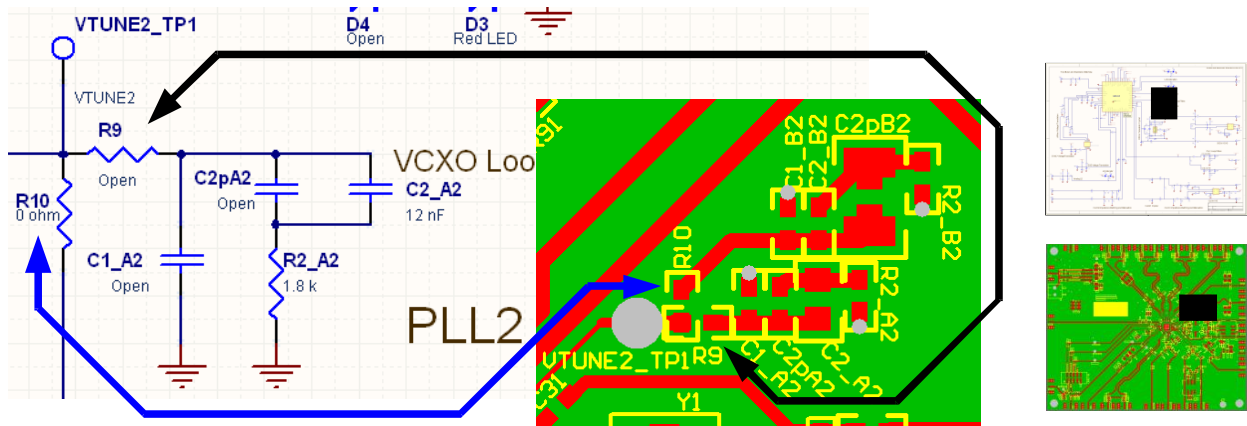 VTUNE2_TP1
D4
Open
D3
Red LED
VTUNE2
R9
Open
R10
0 ohm
C2pA2
Open
C2_A2
12 nF
C1_A2
Open
R2_A2
1.8 k
VCXO Loo
PLL2
C1_B2
C2_B2
C2pB2
R2_B2
R10
R2_A2
VTUNE2_TP1
R9
C1_A2
C2pA2
C2_A2
C31
Y1